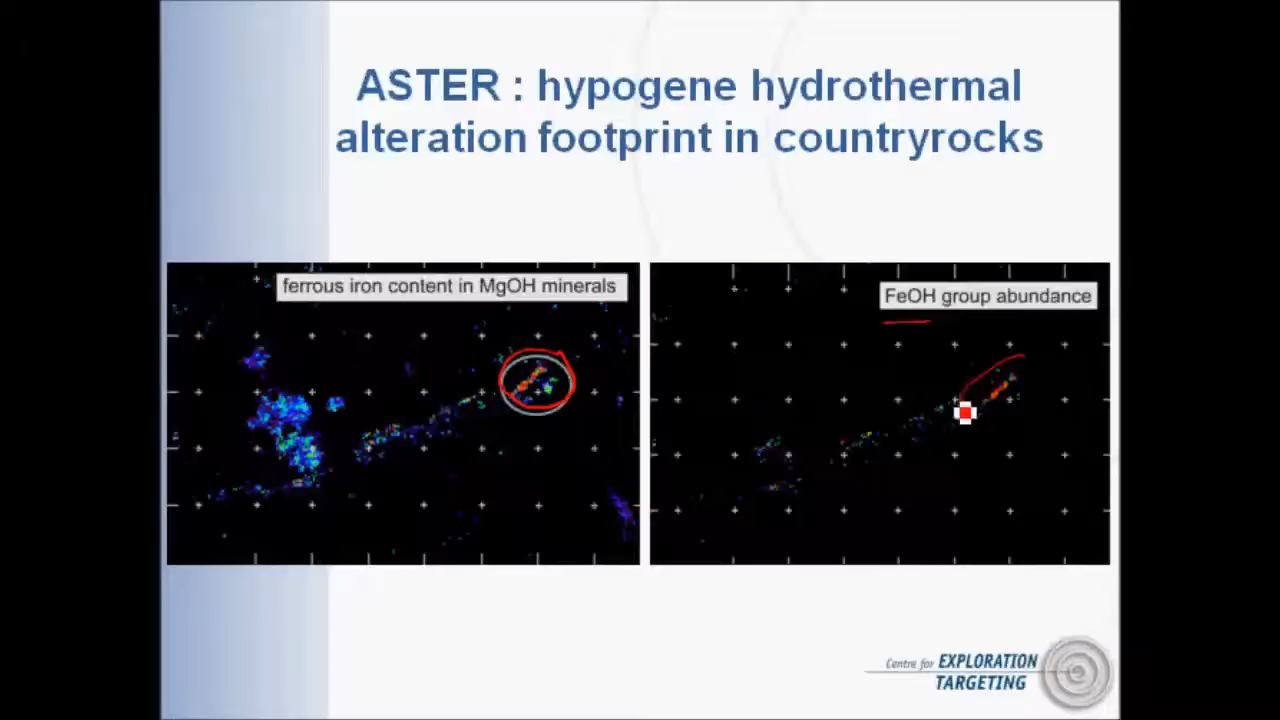 ASTER : hypogene hydrothermal
alteration footprint in countryrocks
ferrous iron content in MgOH minerals
FeOH group abundance
Centre for EXPLORATION
TARGETING